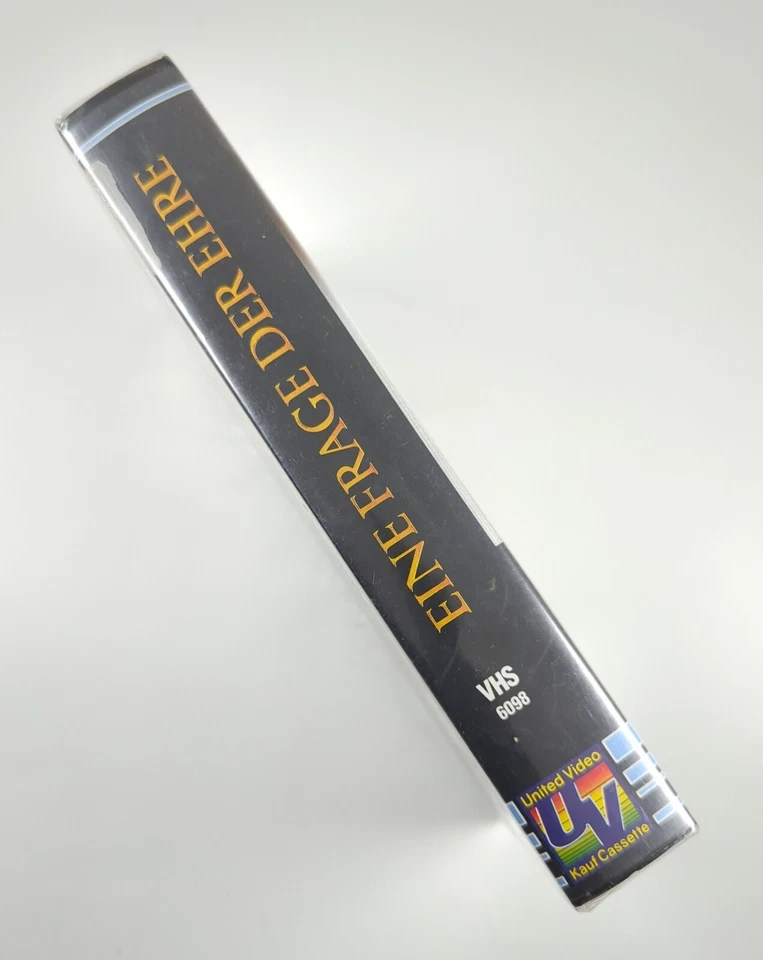 EINE FRAGE DER EHRE
VHS
6098
United Video
UV
Kauf Cassette